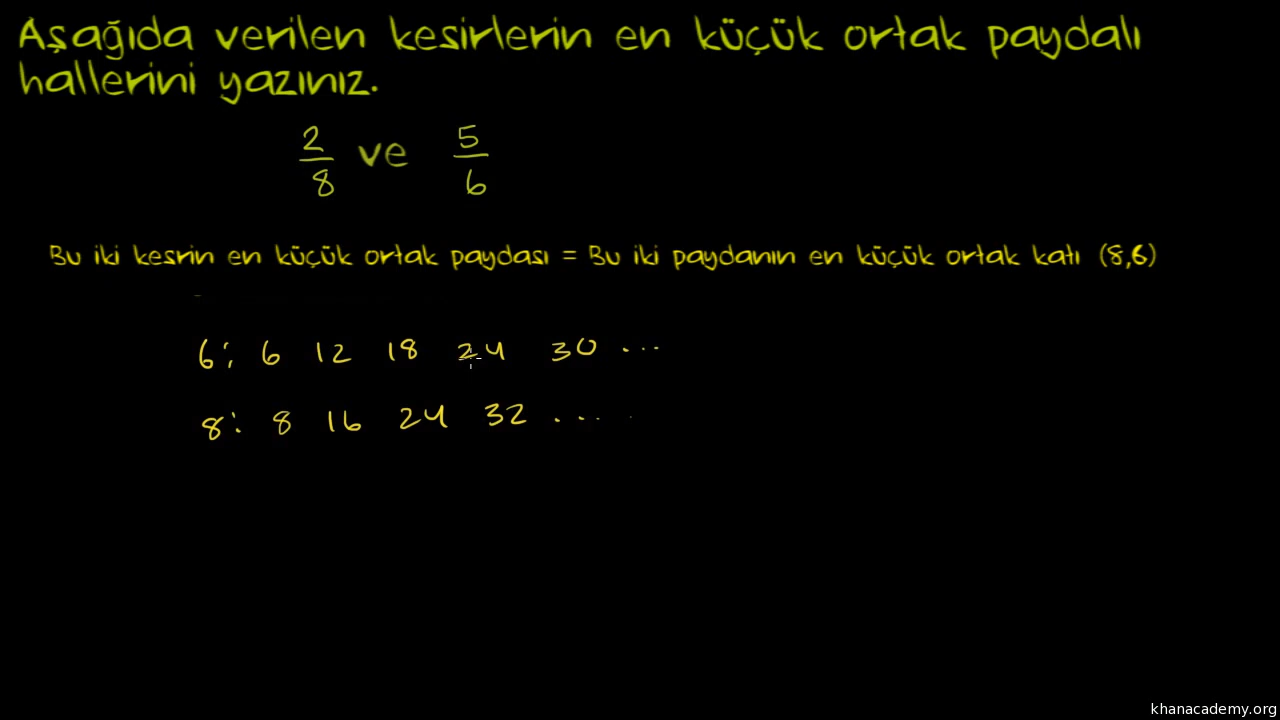 Aşağıda verilen kesirlerin en küçük ortak paydalı
hallerini yazınız.
2/8 ve 5/6
Bu iki kesrin en küçük ortak paydası = Bu iki paydanın en küçük ortak katı (8,6)
6: 6 12 18 24 30 ...
8: 8 16 24 32 ....
khanacademy.org